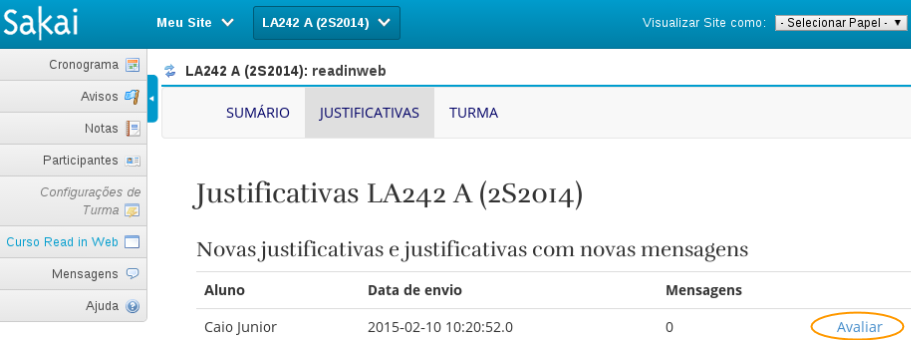 Sakai
Meu Site
LA242 A (2S2014)
Visualizar Site como:
- Selecionar Papel -
Cronograma
Avisos
Notas
Participantes
Configurações de
Turma
Curso Read in Web
Mensagens
Ajuda
LA242 A (2S2014): readinweb
SUMÁRIO JUSTIFICATIVAS TURMA
Justificativas LA242 A (2S2014)
Novas justificativas e justificativas com novas mensagens
Aluno Data de envio Mensagens
Caio Junior 2015-02-10 10:20:52.0 0 Avaliar